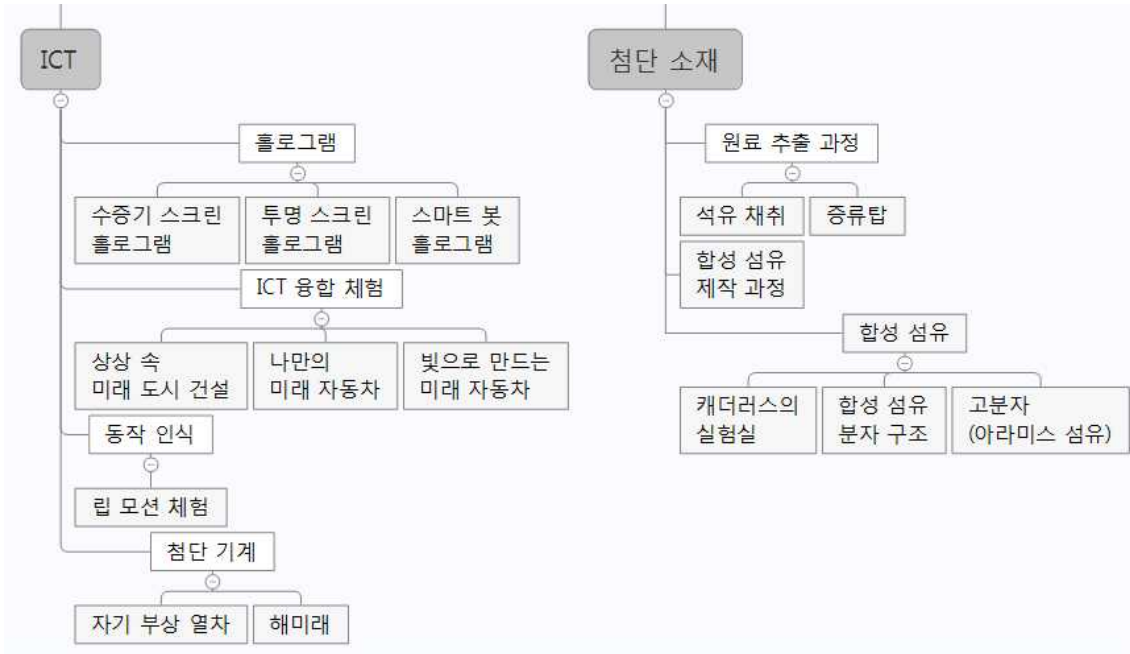 ICT
홀로그램
수증기 스크린
홀로그램
투명 스크린
홀로그램
스마트 봇
홀로그램
ICT 융합 체험
상상 속
미래 도시 건설
나만의
미래 자동차
빛으로 만드는
미래 자동차
동작 인식
립 모션 체험
첨단 기계
자기 부상 열차
해미래
첨단 소재
원료 추출 과정
석유 채취
증류탑
합성 섬유
제작 과정
합성 섬유
캐더러스의
실험실
합성 섬유
분자 구조
고분자
(아라미스 섬유)